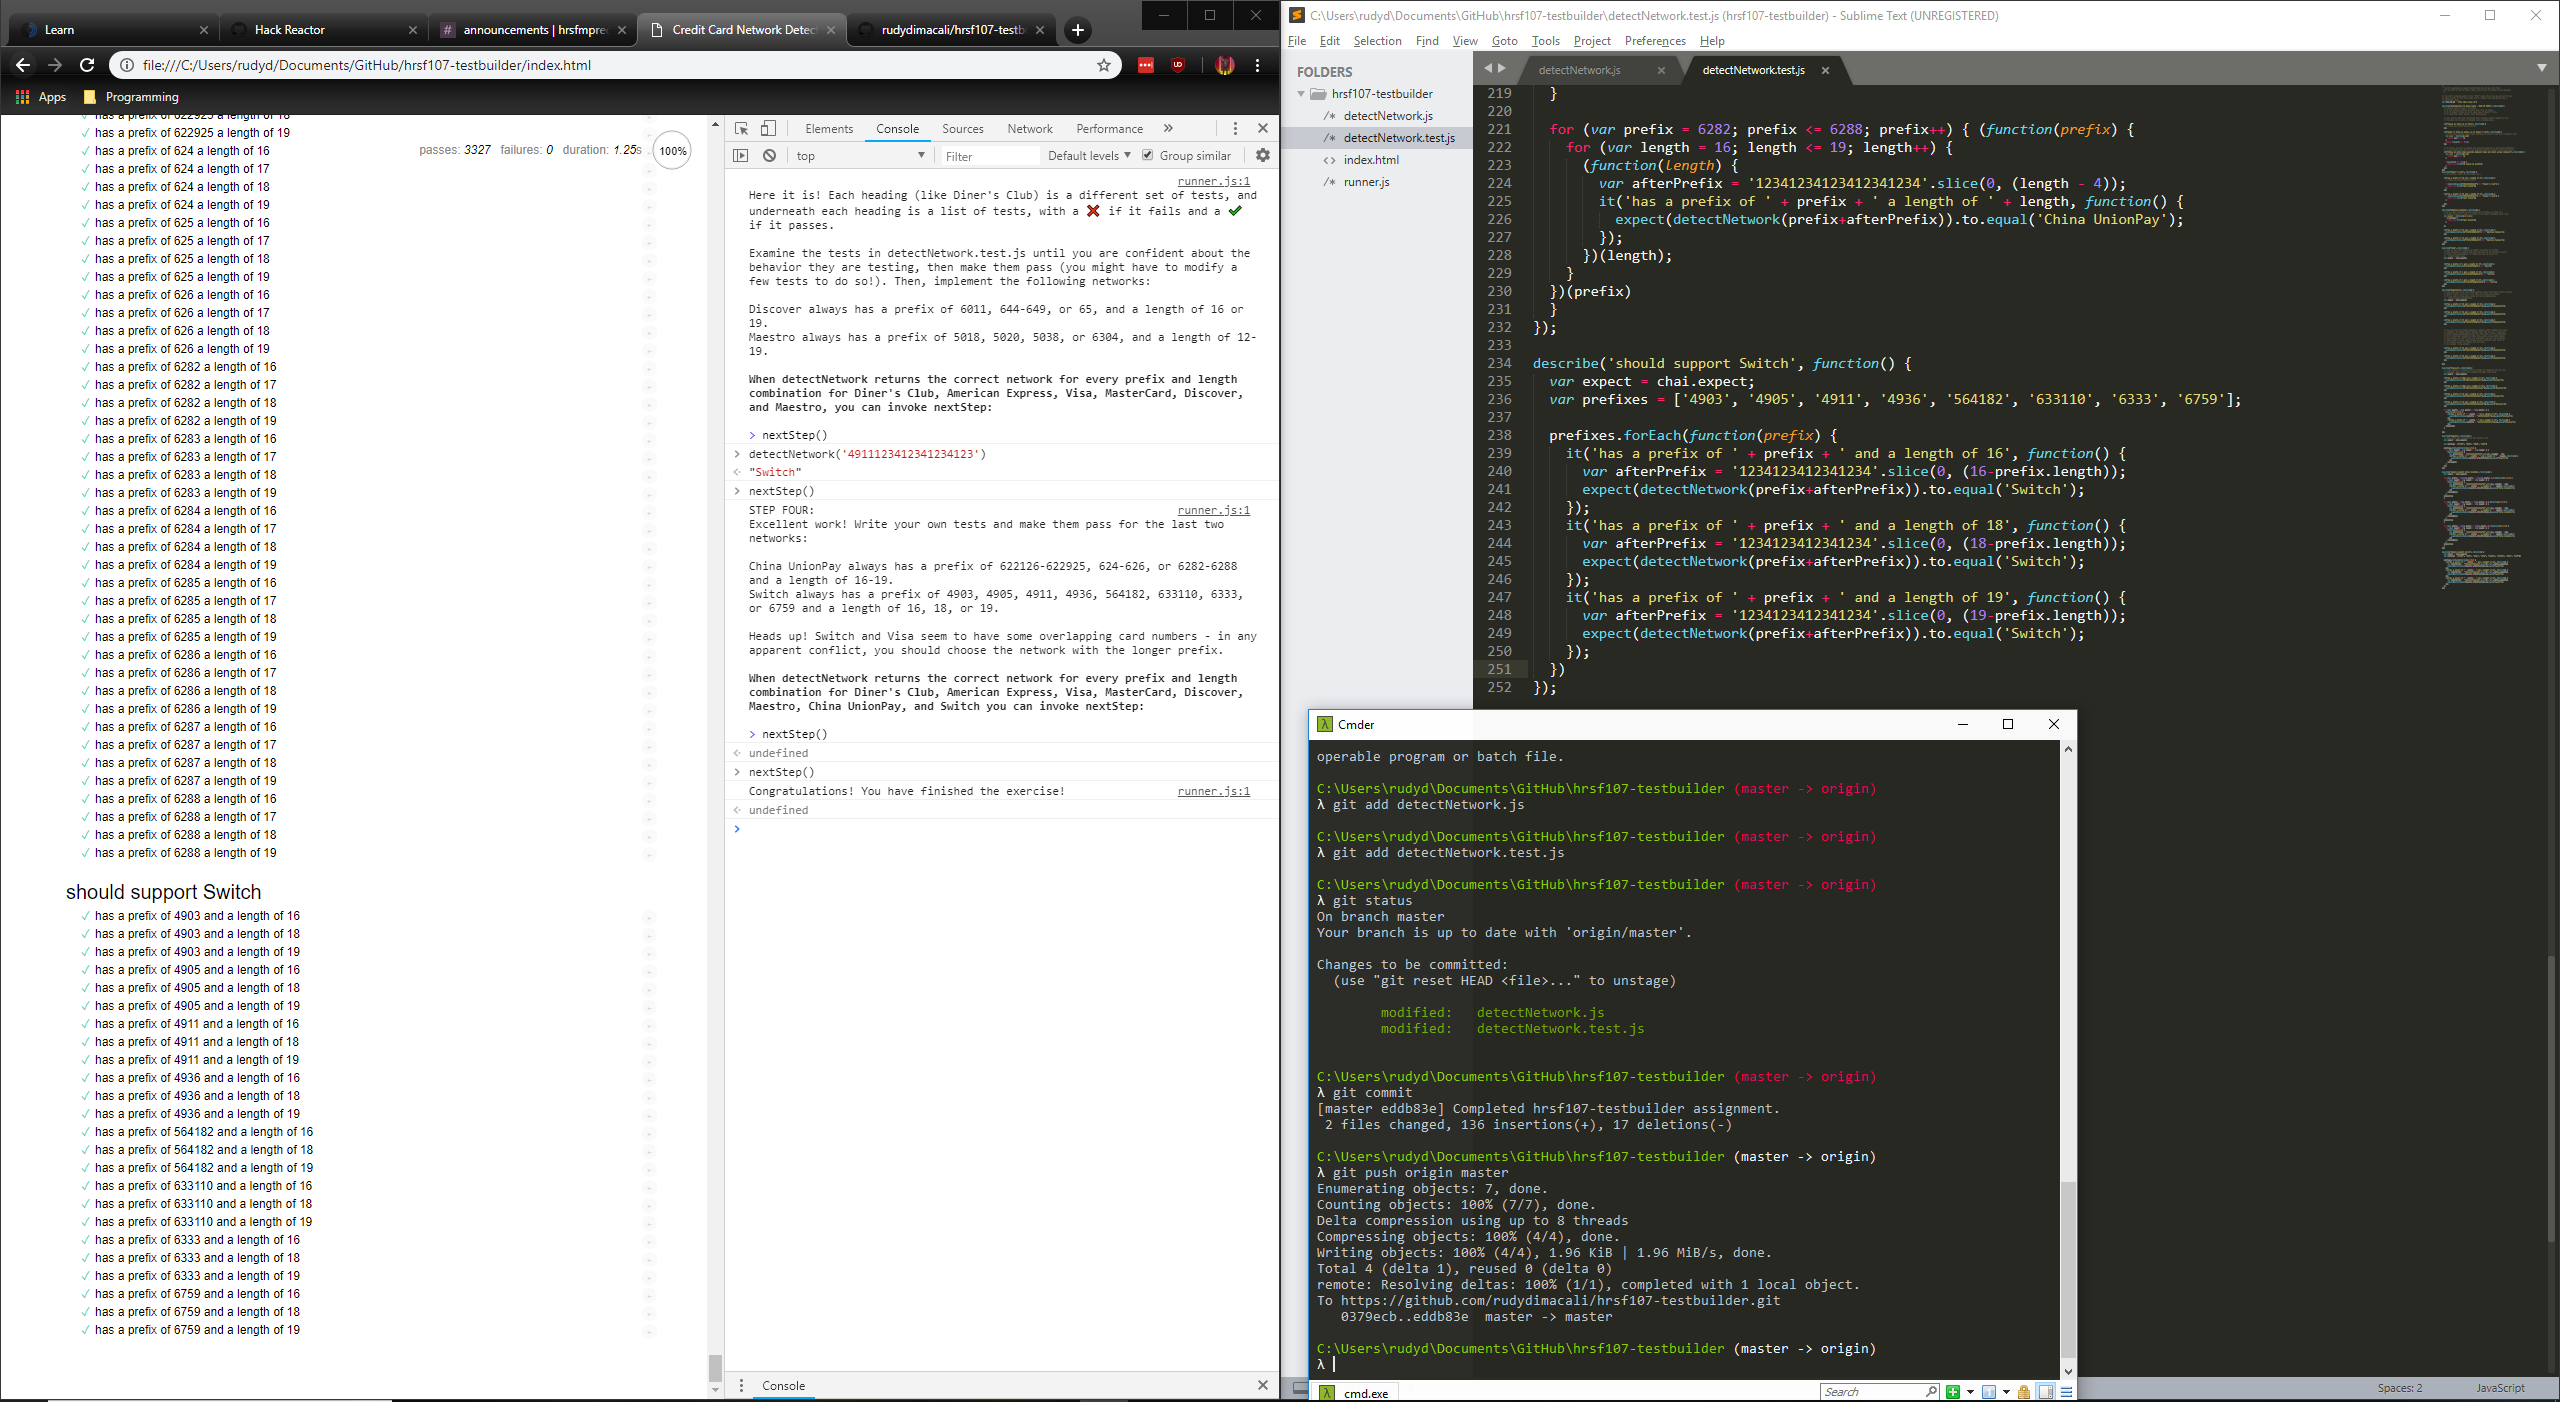 Learn
Hack Reactor
# announcements | hrsfmprec
Credit Card Network Detec
rudydimacali/hrsf107-testb
file:///C:/Users/rudyd/Documents/GitHub/hrsf107-testbuilder/index.html
Apps
Programming
passes: 3327 failures: 0 duration: 1.25s 100%
✓ has a prefix of 622925 a length of 18
✓ has a prefix of 622925 a length of 19
✓ has a prefix of 624 a length of 16
✓ has a prefix of 624 a length of 17
✓ has a prefix of 624 a length of 18
✓ has a prefix of 624 a length of 19
✓ has a prefix of 625 a length of 16
✓ has a prefix of 625 a length of 17
✓ has a prefix of 625 a length of 18
✓ has a prefix of 625 a length of 19
✓ has a prefix of 626 a length of 16
✓ has a prefix of 626 a length of 17
✓ has a prefix of 626 a length of 18
✓ has a prefix of 626 a length of 19
✓ has a prefix of 6282 a length of 16
✓ has a prefix of 6282 a length of 17
✓ has a prefix of 6282 a length of 18
✓ has a prefix of 6282 a length of 19
✓ has a prefix of 6283 a length of 16
✓ has a prefix of 6283 a length of 17
✓ has a prefix of 6283 a length of 18
✓ has a prefix of 6283 a length of 19
✓ has a prefix of 6284 a length of 16
✓ has a prefix of 6284 a length of 17
✓ has a prefix of 6284 a length of 18
✓ has a prefix of 6284 a length of 19
✓ has a prefix of 6285 a length of 16
✓ has a prefix of 6285 a length of 17
✓ has a prefix of 6285 a length of 18
✓ has a prefix of 6285 a length of 19
✓ has a prefix of 6286 a length of 16
✓ has a prefix of 6286 a length of 17
✓ has a prefix of 6286 a length of 18
✓ has a prefix of 6286 a length of 19
✓ has a prefix of 6287 a length of 16
✓ has a prefix of 6287 a length of 17
✓ has a prefix of 6287 a length of 18
✓ has a prefix of 6287 a length of 19
✓ has a prefix of 6288 a length of 16
✓ has a prefix of 6288 a length of 17
✓ has a prefix of 6288 a length of 18
✓ has a prefix of 6288 a length of 19
should support Switch
✓ has a prefix of 4903 and a length of 16
✓ has a prefix of 4903 and a length of 18
✓ has a prefix of 4903 and a length of 19
✓ has a prefix of 4905 and a length of 16
✓ has a prefix of 4905 and a length of 18
✓ has a prefix of 4905 and a length of 19
✓ has a prefix of 4911 and a length of 16
✓ has a prefix of 4911 and a length of 18
✓ has a prefix of 4911 and a length of 19
✓ has a prefix of 4936 and a length of 16
✓ has a prefix of 4936 and a length of 18
✓ has a prefix of 4936 and a length of 19
✓ has a prefix of 564182 and a length of 16
✓ has a prefix of 564182 and a length of 18
✓ has a prefix of 564182 and a length of 19
✓ has a prefix of 633110 and a length of 16
✓ has a prefix of 633110 and a length of 18
✓ has a prefix of 633110 and a length of 19
✓ has a prefix of 6333 and a length of 16
✓ has a prefix of 6333 and a length of 18
✓ has a prefix of 6333 and a length of 19
✓ has a prefix of 6759 and a length of 16
✓ has a prefix of 6759 and a length of 18
✓ has a prefix of 6759 and a length of 19
Elements Console Sources Network Performance »
top Filter Default levels Group similar
runner.js:1
Here it is! Each heading (like Diner's Club) is a different set of tests, and
underneath each heading is a list of tests, with a ❌ if it fails and a ✔
if it passes.
Examine the tests in detectNetwork.test.js until you are confident about the
behavior they are testing, then make them pass (you might have to modify a
few tests to do so!). Then, implement the following networks:
Discover always has a prefix of 6011, 644-649, or 65, and a length of 16 or
19.
Maestro always has a prefix of 5018, 5020, 5038, or 6304, and a length of 12-
19.
When detectNetwork returns the correct network for every prefix and length
combination for Diner's Club, American Express, Visa, MasterCard, Discover,
and Maestro, you can invoke nextStep:
> nextStep()
> detectNetwork('4911123412341234123')
"Switch"
> nextStep()
STEP FOUR: runner.js:1
Excellent work! Write your own tests and make them pass for the last two
networks:
China UnionPay always has a prefix of 622126-622925, 624-626, or 6282-6288
and a length of 16-19.
Switch always has a prefix of 4903, 4905, 4911, 4936, 564182, 633110, 6333,
or 6759 and a length of 16, 18, or 19.
Heads up! Switch and Visa seem to have some overlapping card numbers - in any
apparent conflict, you should choose the network with the longer prefix.
When detectNetwork returns the correct network for every prefix and length
combination for Diner's Club, American Express, Visa, MasterCard, Discover,
Maestro, China UnionPay, and Switch you can invoke nextStep:
> nextStep()
undefined
> nextStep()
Congratulations! You have finished the exercise! runner.js:1
undefined
>
Console
C:\Users\rudyd\Documents\GitHub\hrsf107-testbuilder\detectNetwork.test.js (hrsf107-testbuilder) - Sublime Text (UNREGISTERED)
File Edit Selection Find View Goto Tools Project Preferences Help
FOLDERS
hrsf107-testbuilder
/* detectNetwork.js
/* detectNetwork.test.js
<> index.html
/* runner.js
detectNetwork.js
detectNetwork.test.js
219 }
220
221 for (var prefix = 6282; prefix <= 6288; prefix++) { (function(prefix) {
222 for (var length = 16; length <= 19; length++) {
223 (function(length) {
224 var afterPrefix = '12341234123412341234'.slice(0, (length - 4));
225 it('has a prefix of ' + prefix + ' a length of ' + length, function() {
226 expect(detectNetwork(prefix+afterPrefix)).to.equal('China UnionPay');
227 });
228 })(length);
229 }
230 })(prefix)
231 }
232 });
233
234 describe('should support Switch', function() {
235 var expect = chai.expect;
236 var prefixes = ['4903', '4905', '4911', '4936', '564182', '633110', '6333', '6759'];
237
238 prefixes.forEach(function(prefix) {
239 it('has a prefix of ' + prefix + ' and a length of 16', function() {
240 var afterPrefix = '1234123412341234'.slice(0, (16-prefix.length));
241 expect(detectNetwork(prefix+afterPrefix)).to.equal('Switch');
242 });
243 it('has a prefix of ' + prefix + ' and a length of 18', function() {
244 var afterPrefix = '1234123412341234'.slice(0, (18-prefix.length));
245 expect(detectNetwork(prefix+afterPrefix)).to.equal('Switch');
246 });
247 it('has a prefix of ' + prefix + ' and a length of 19', function() {
248 var afterPrefix = '1234123412341234'.slice(0, (19-prefix.length));
249 expect(detectNetwork(prefix+afterPrefix)).to.equal('Switch');
250 });
251 })
252 });
λ Cmder
operable program or batch file.
C:\Users\rudyd\Documents\GitHub\hrsf107-testbuilder (master -> origin)
λ git add detectNetwork.js
C:\Users\rudyd\Documents\GitHub\hrsf107-testbuilder (master -> origin)
λ git add detectNetwork.test.js
C:\Users\rudyd\Documents\GitHub\hrsf107-testbuilder (master -> origin)
λ git status
On branch master
Your branch is up to date with 'origin/master'.
Changes to be committed:
(use "git reset HEAD <file>..." to unstage)
modified: detectNetwork.js
modified: detectNetwork.test.js
C:\Users\rudyd\Documents\GitHub\hrsf107-testbuilder (master -> origin)
λ git commit
[master eddb83e] Completed hrsf107-testbuilder assignment.
2 files changed, 136 insertions(+), 17 deletions(-)
C:\Users\rudyd\Documents\GitHub\hrsf107-testbuilder (master -> origin)
λ git push origin master
Enumerating objects: 7, done.
Counting objects: 100% (7/7), done.
Delta compression using up to 8 threads
Compressing objects: 100% (4/4), done.
Writing objects: 100% (4/4), 1.96 KiB | 1.96 MiB/s, done.
Total 4 (delta 1), reused 0 (delta 0)
remote: Resolving deltas: 100% (1/1), completed with 1 local object.
To https://github.com/rudydimacali/hrsf107-testbuilder.git
0379ecb..eddb83e master -> master
C:\Users\rudyd\Documents\GitHub\hrsf107-testbuilder (master -> origin)
λ
λ cmd.exe
Search
Spaces: 2 JavaScript